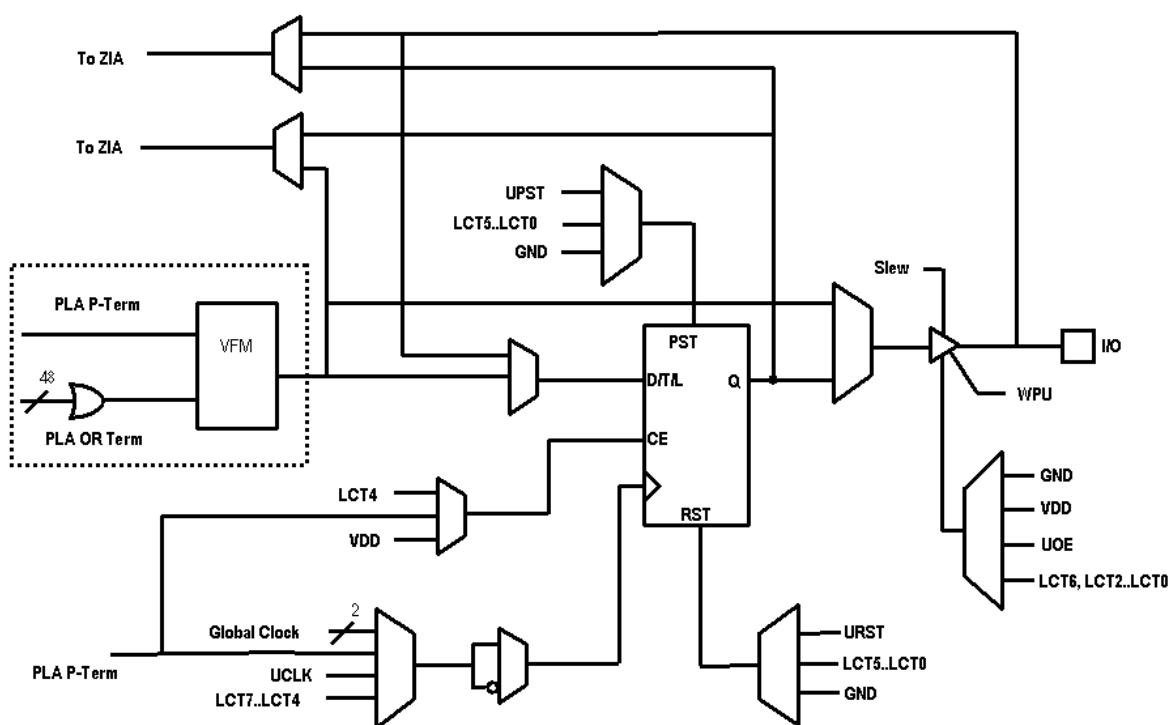 To ZIA
To ZIA
UPST
LCT5..LCT0
GND
Slew
PLA P-Term
VFM
PST
I/O
D/T/L
Q
WPU
48
PLA OR Term
CE
LCT4
GND
VDD
RST
VDD
UOE
LCT6, LCT2..LCT0
2
Global Clock
URST
PLA P-Term
LCT5..LCT0
UCLK
GND
LCT7..LCT4